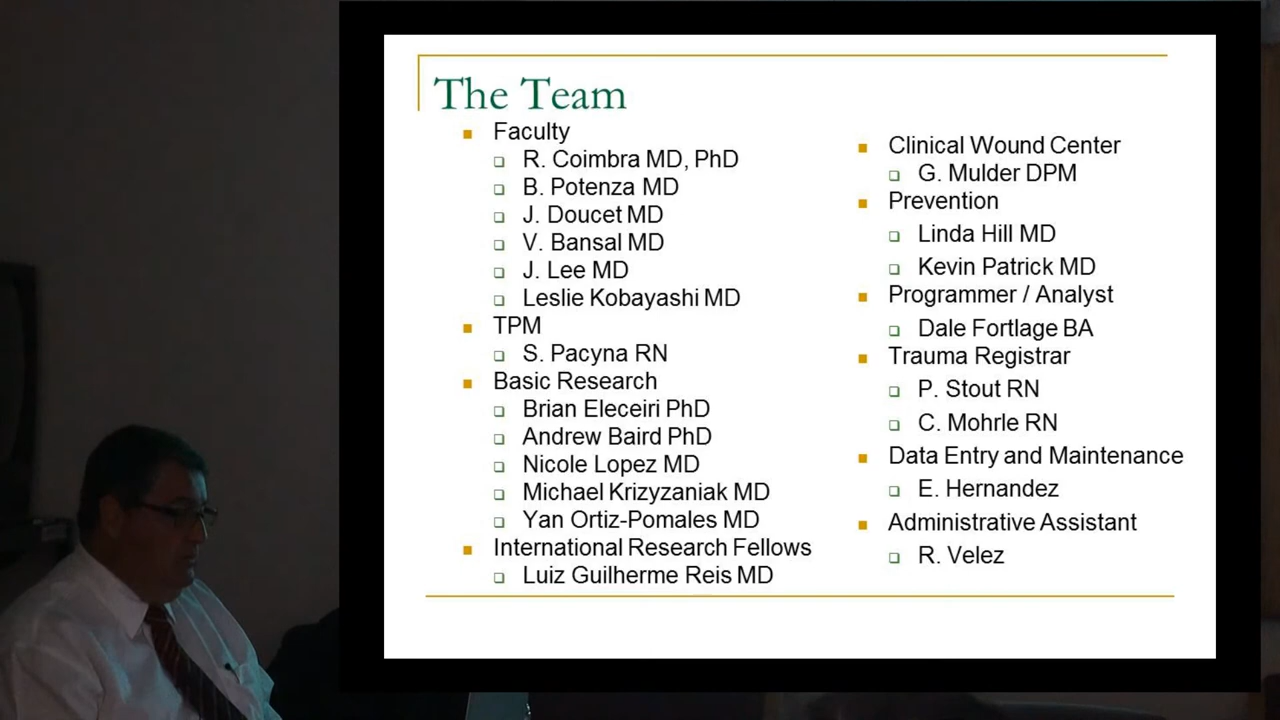 The Team
Faculty
R. Coimbra MD, PhD
B. Potenza MD
J. Doucet MD
V. Bansal MD
J. Lee MD
Leslie Kobayashi MD
TPM
S. Pacyna RN
Basic Research
Brian Eleceiri PhD
Andrew Baird PhD
Nicole Lopez MD
Michael Krizyzaniak MD
Yan Ortiz-Pomales MD
International Research Fellows
Luiz Guilherme Reis MD
Clinical Wound Center
G. Mulder DPM
Prevention
Linda Hill MD
Kevin Patrick MD
Programmer / Analyst
Dale Fortlage BA
Trauma Registrar
P. Stout RN
C. Mohrle RN
Data Entry and Maintenance
E. Hernandez
Administrative Assistant
R. Velez